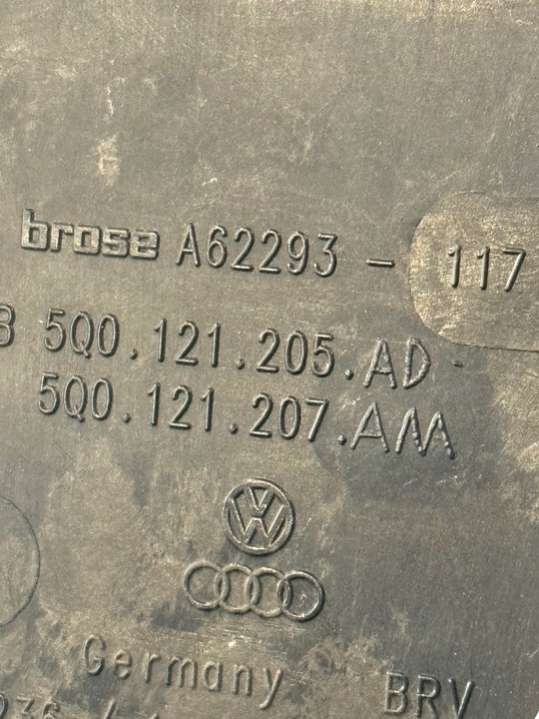 brose A62293 - 117
5Q0.121.205.AD
5Q0.121.207.AM
Germany BRV